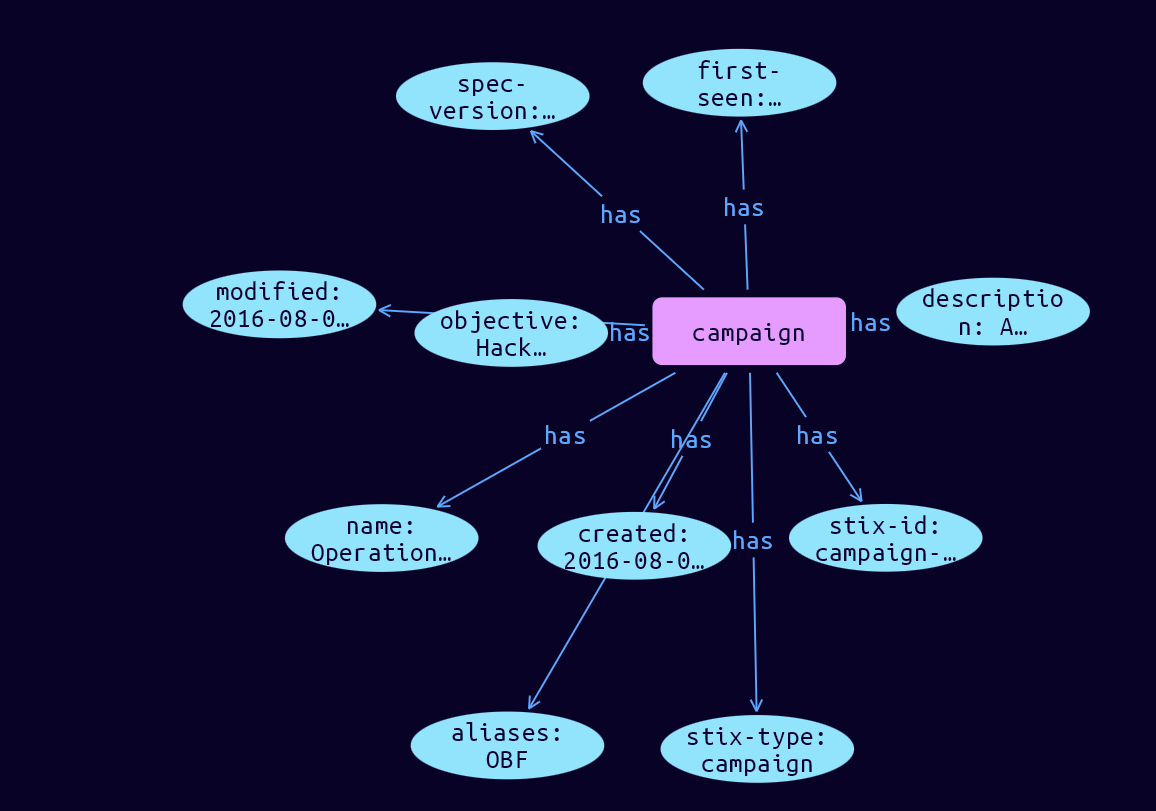 spec-
version:…
first-
seen:…
has
has
modified:
2016-08-0…
objective:
Hack…
has
campaign
has
descriptio
n: A…
has
has
has
name:
Operation…
created:
2016-08-0…
has
stix-id:
campaign-…
aliases:
OBF
stix-type:
campaign